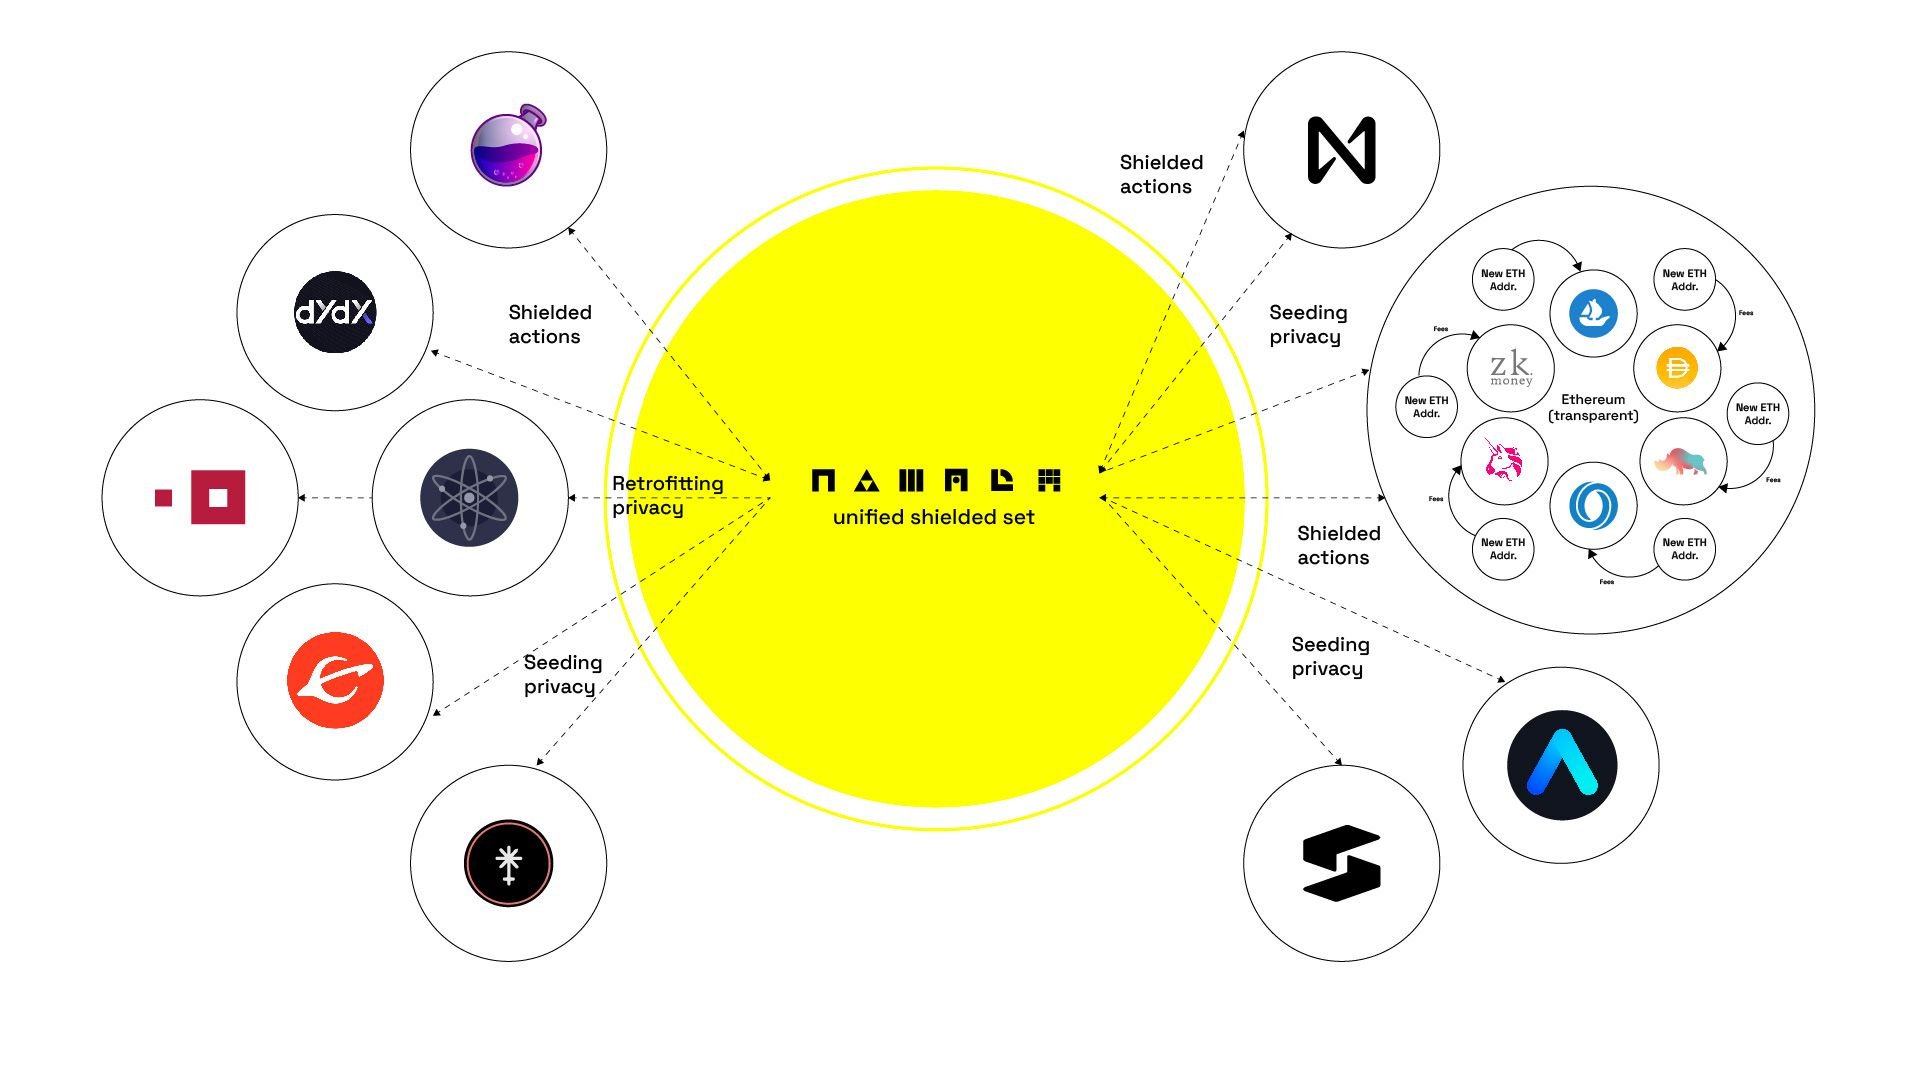 Shielded
actions
dYdX
Shielded
actions
Seeding
privacy
New ETH
Addr.
New ETH
Addr.
Fees
Fees
zk.
money
New ETH
Addr.
Ethereum
(transparent)
New ETH
Addr.
Retrofitting
privacy
NAMADA
unified shielded set
Fees
Fees
Shielded
actions
New ETH
Addr.
New ETH
Addr.
Fees
Seeding
privacy
Seeding
privacy